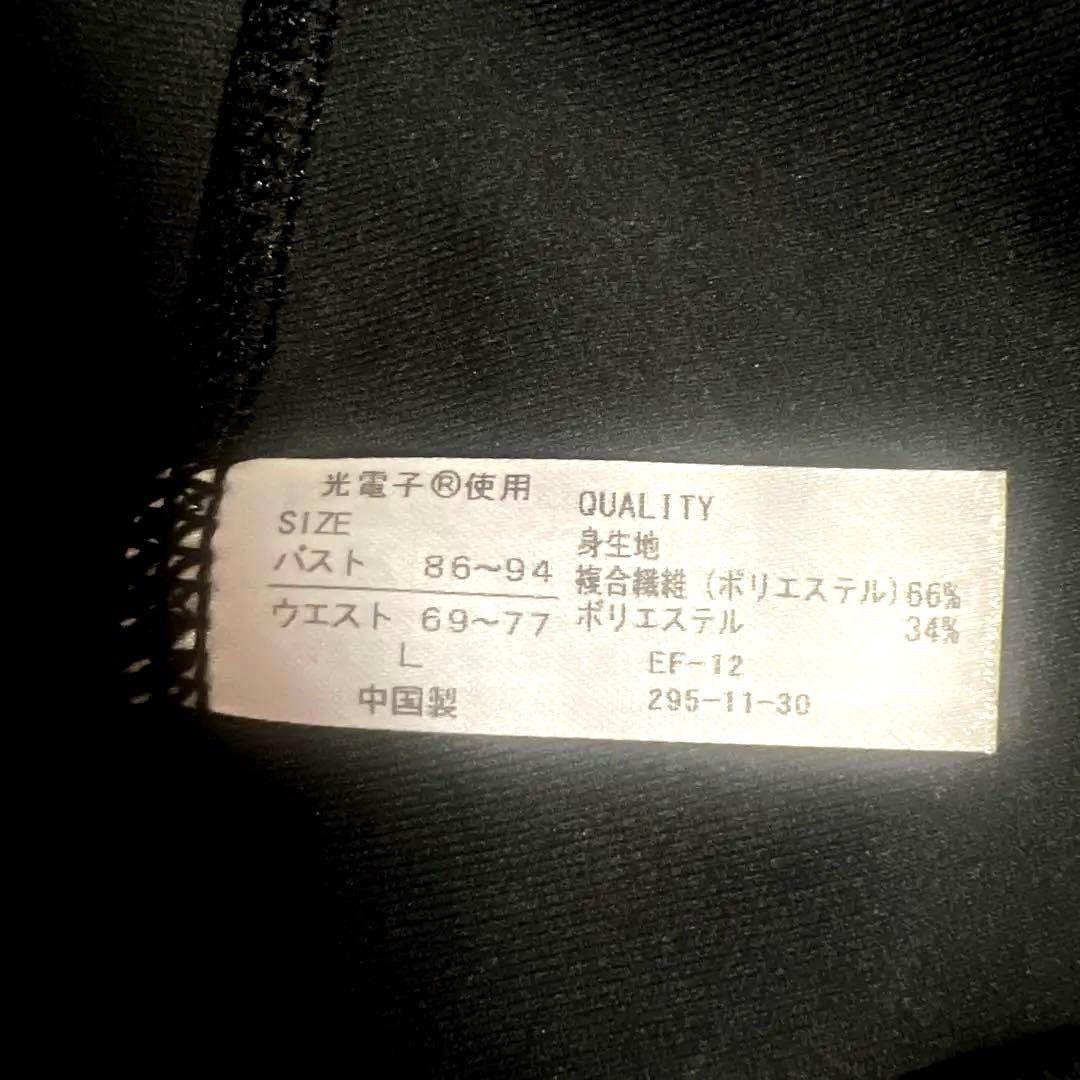 光電子®使用
SIZE
バスト 86〜94
ウエスト 69〜77
L
中国製
QUALITY
身生地
複合繊維(ポリエステル)66%
ポリエステル 34%
EF-12
295-11-30